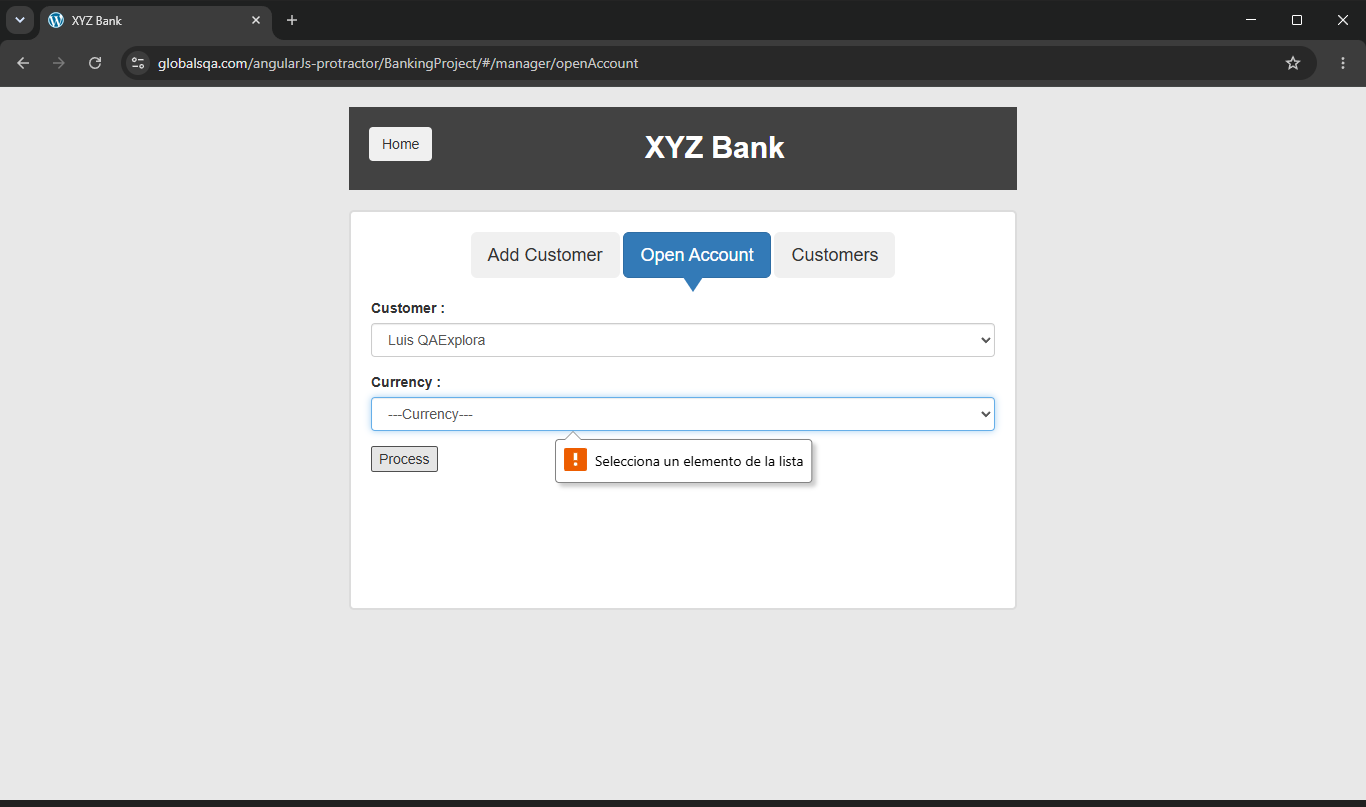 XYZ Bank
globalsqa.com/angularJs-protractor/BankingProject/#/manager/openAccount
Home
XYZ Bank
Add Customer
Open Account
Customers
Customer :
Luis QAExplora
Currency :
---Currency---
Process
Selecciona un elemento de la lista